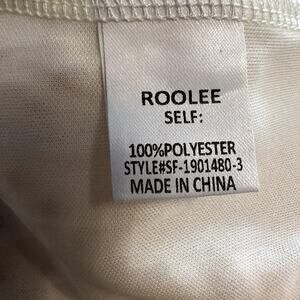 ROOLEE
SELF:
100%POLYESTER
STYLE#SF-1901480-3
MADE IN CHINA